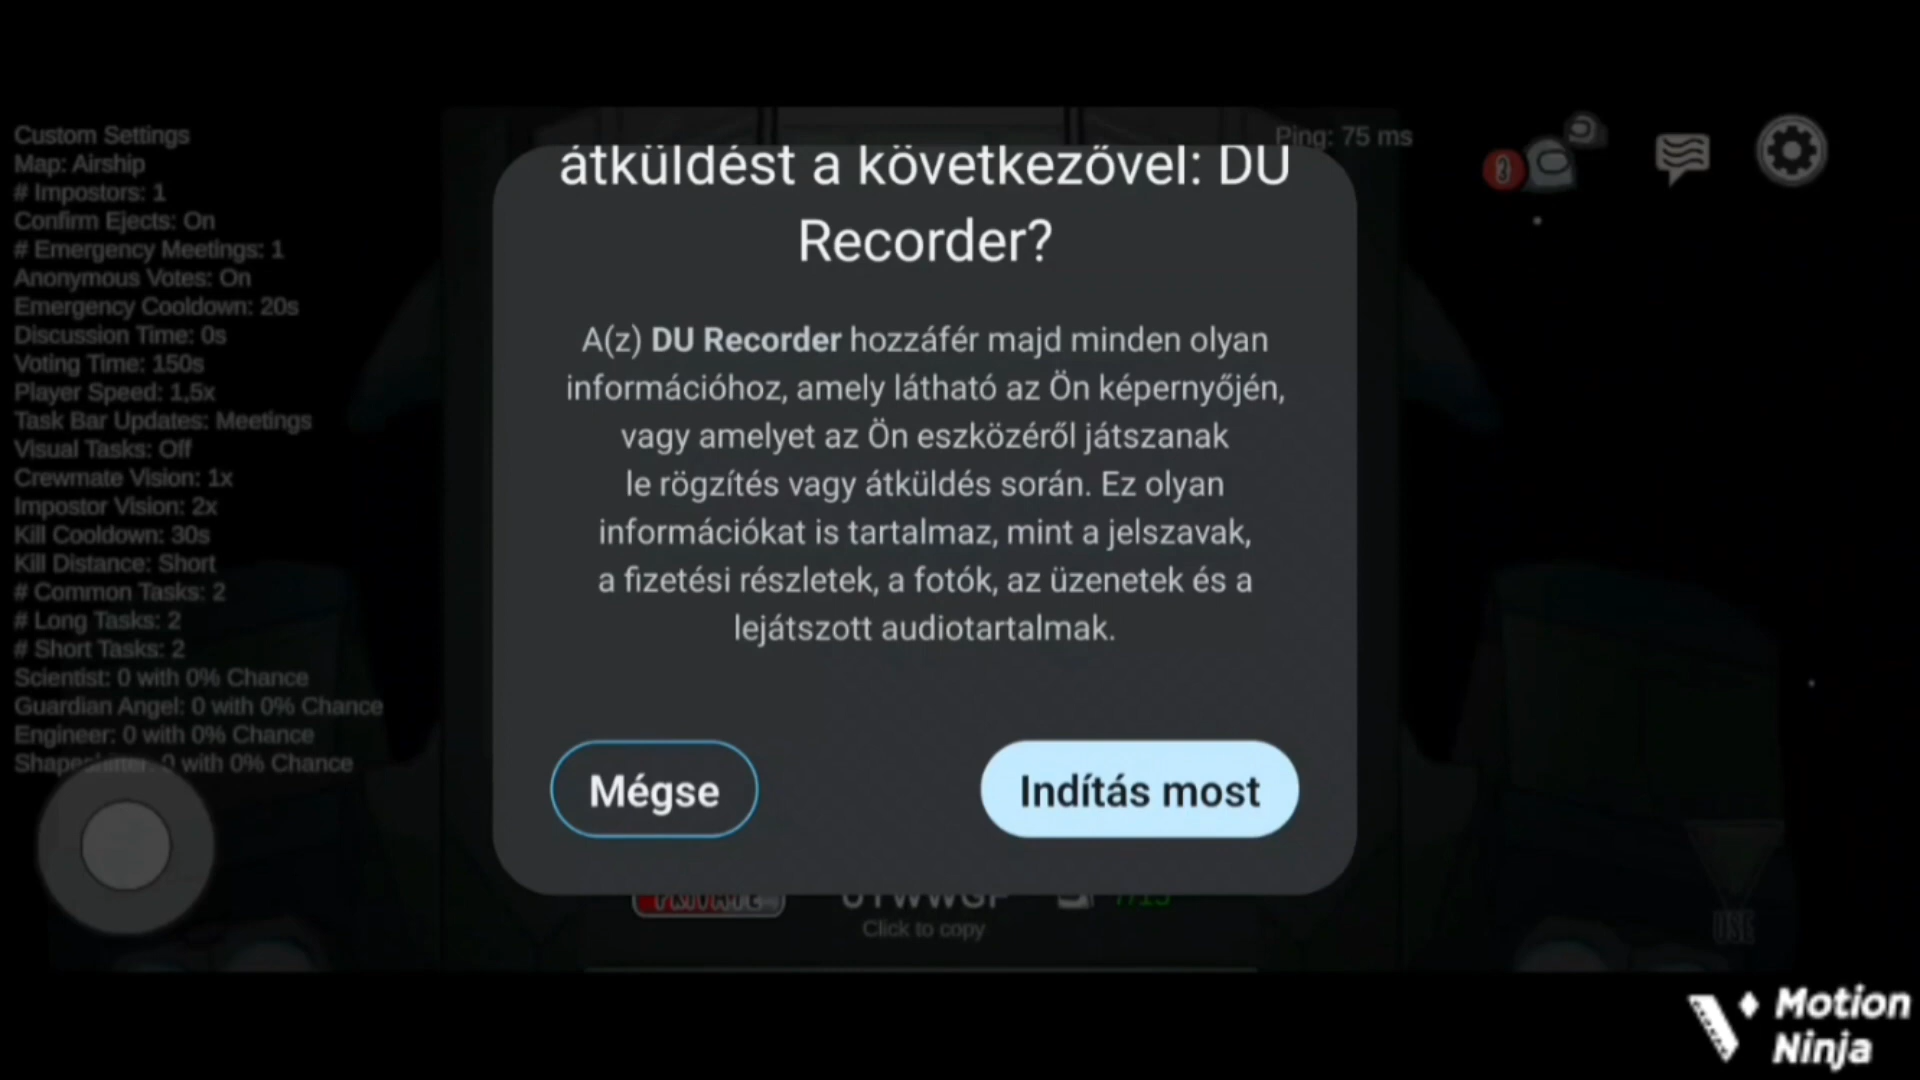 Custom Settings
Map: Airship
# Impostors: 1
Confirm Ejects: On
# Emergency Meetings: 1
Anonymous Votes: On
Emergency Cooldown: 20s
Discussion Time: 0s
Voting Time: 150s
Player Speed: 1,5x
Task Bar Updates: Meetings
Visual Tasks: Off
Crewmate Vision: 1x
Impostor Vision: 2x
Kill Cooldown: 30s
Kill Distance: Short
# Common Tasks: 2
# Long Tasks: 2
# Short Tasks: 2
Scientist: 0 with 0% Chance
Guardian Angel: 0 with 0% Chance
Engineer: 0 with 0% Chance
Shapeshifter: 0 with 0% Chance
Ping: 75 ms
3
átküldést a következővel: DU
Recorder?
A(z) DU Recorder hozzáfér majd minden olyan
információhoz, amely látható az Ön képernyőjén,
vagy amelyet az Ön eszközéről játszanak
le rögzítés vagy átküldés során. Ez olyan
információkat is tartalmaz, mint a jelszavak,
a fizetési részletek, a fotók, az üzenetek és a
lejátszott audiotartalmak.
Mégse
Indítás most
PRIVATE
Click to copy
USE
Motion
Ninja